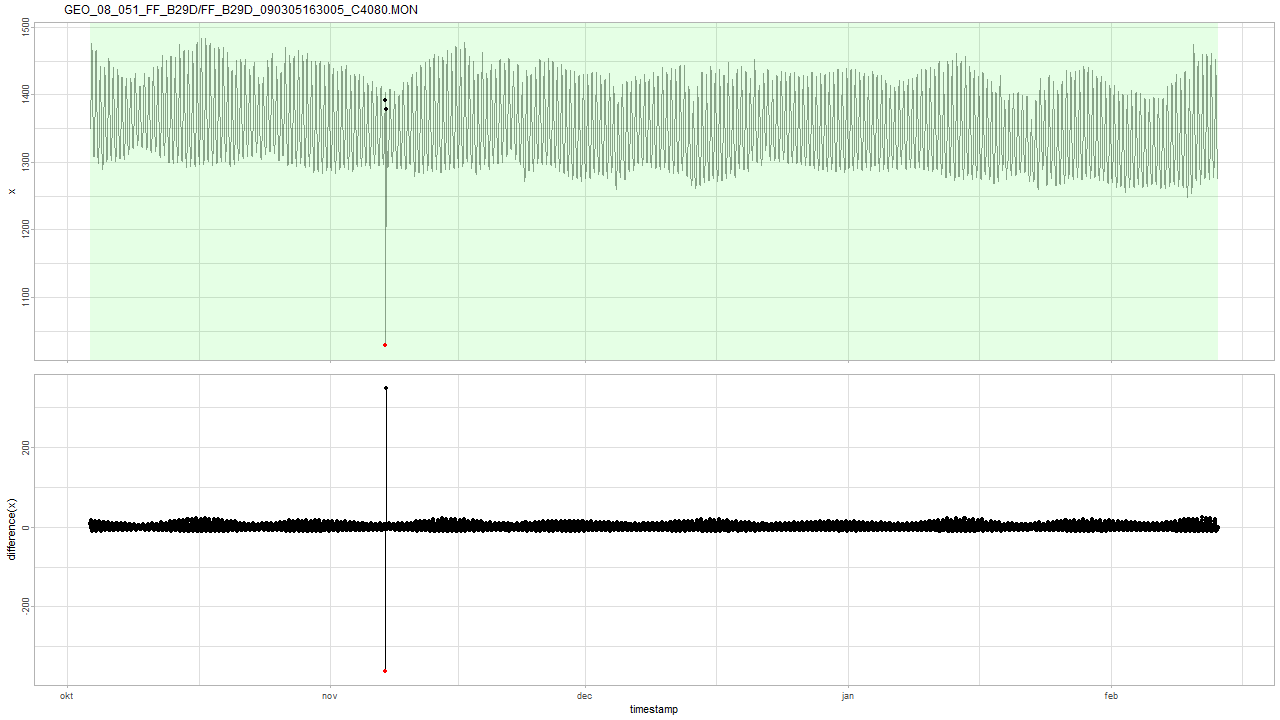 GEO_08_051_FF_B29D/FF_B29D_090305163005_C4080.MON
1500
1400
1300
x
1200
1100
200
0
difference(x)
-200
okt nov dec jan feb
timestamp